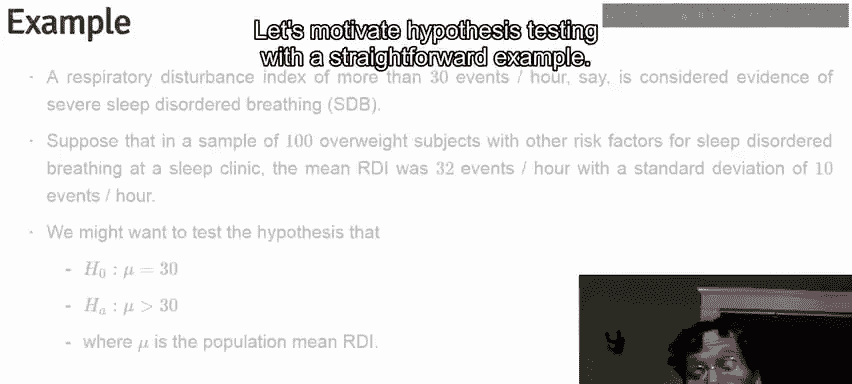 Example
Let's motivate hypothesis testing
with a straightforward example.
· A respiratory disturbance index of more than 30 events / hour, say, is considered evidence of
severe sleep disordered breathing (SDB).
· Suppose that in a sample of 100 overweight subjects with other risk factors for sleep disordered
breathing at a sleep clinic, the mean RDI was 32 events / hour with a standard deviation of 10
events / hour.
· We might want to test the hypothesis that
- H₀ : μ = 30
- Hₐ : μ > 30
- where μ is the population mean RDI.